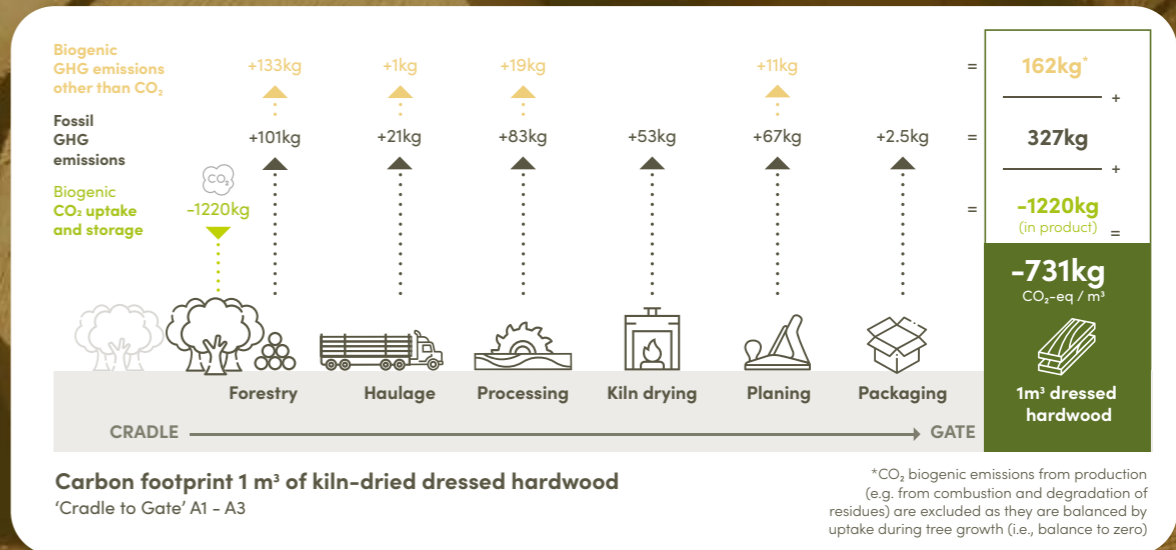 Biogenic
GHG emissions
other than CO₂
+133kg
+1kg
+19kg
+11kg
=
162kg*
+
Fossil
GHG
emissions
+101kg
+21kg
+83kg
+53kg
+67kg
+2.5kg
=
327kg
+
CO₂
Biogenic
CO₂ uptake
and storage
-1220kg
=
-1220kg
(in product)
=
-731kg
CO₂-eq / m³
Forestry
Haulage
Processing
Kiln drying
Planing
Packaging
1m³ dressed
hardwood
CRADLE
GATE
Carbon footprint 1 m³ of kiln-dried dressed hardwood
‘Cradle to Gate’ A1 - A3
*CO₂ biogenic emissions from production
(e.g. from combustion and degradation of
residues) are excluded as they are balanced by
uptake during tree growth (i.e., balance to zero)